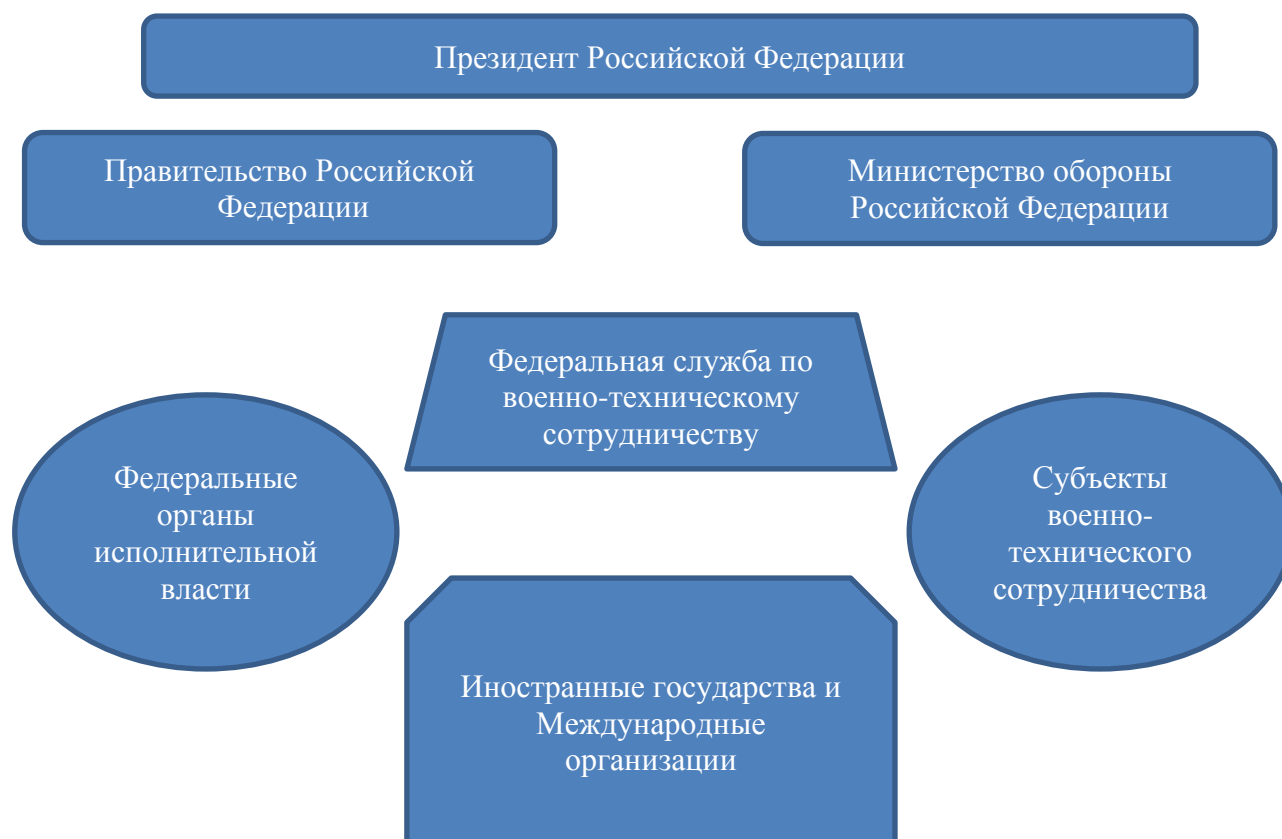 Президент Российской Федерации
Правительство Российской
Федерации
Министерство обороны
Российской Федерации
Федеральная служба по
военно-техническому
сотрудничеству
Федеральные
органы
исполнительной
власти
Субъекты
военно-
технического
сотрудничества
Иностранные государства и
Международные
организации